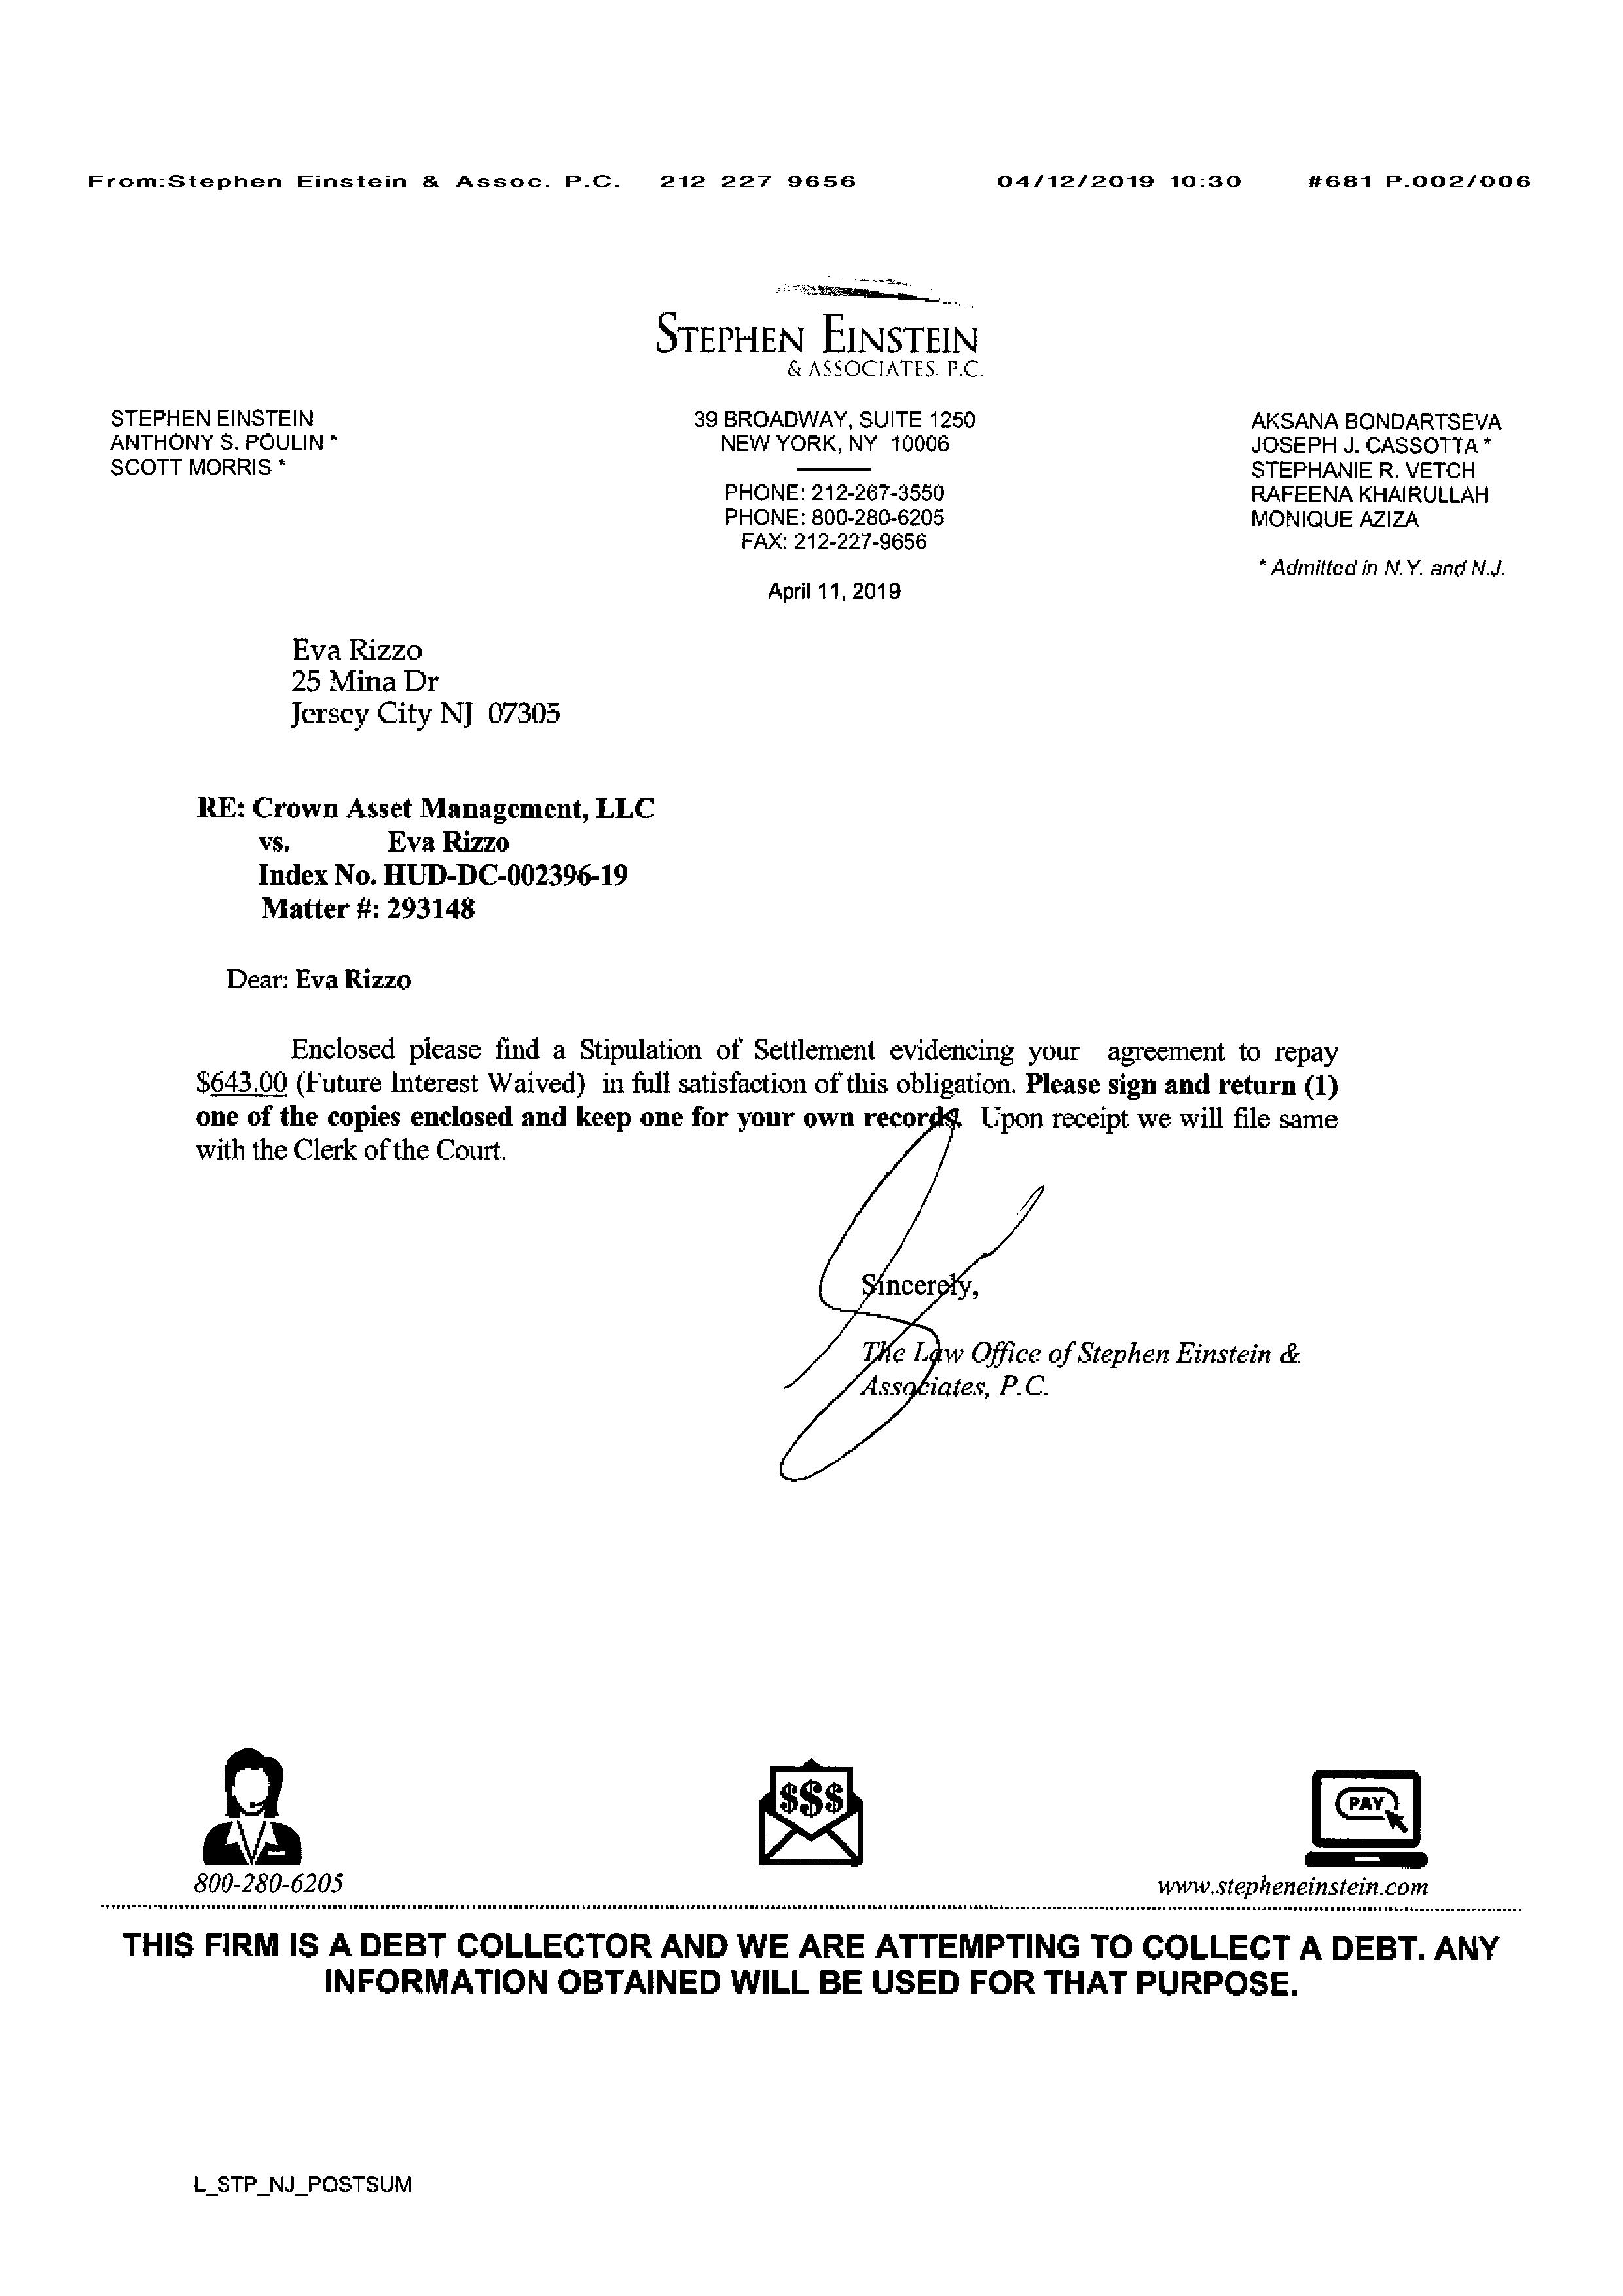 From:Stephen Einstein & Assoc. P.C. 212 227 9656 04/12/2019 10:30 #681 P.002/006
STEPHEN EINSTEIN
& ASSOCIATES, P.C.
STEPHEN EINSTEIN
ANTHONY S. POULIN *
SCOTT MORRIS *
39 BROADWAY, SUITE 1250
NEW YORK, NY 10006
PHONE: 212-267-3550
PHONE: 800-280-6205
FAX: 212-227-9656
April 11, 2019
AKSANA BONDARTSEVA
JOSEPH J. CASSOTTA *
STEPHANIE R. VETCH
RAFEENA KHAIRULLAH
MONIQUE AZIZA
* Admitted in N.Y. and N.J.
Eva Rizzo
25 Mina Dr
Jersey City NJ 07305
RE: Crown Asset Management, LLC
vs. Eva Rizzo
Index No. HUD-DC-002396-19
Matter #: 293148
Dear: Eva Rizzo
Enclosed please find a Stipulation of Settlement evidencing your agreement to repay
$643.00 (Future Interest Waived) in full satisfaction of this obligation. Please sign and return (1)
one of the copies enclosed and keep one for your own records. Upon receipt we will file same
with the Clerk of the Court.
Sincerely,
The Law Office of Stephen Einstein &
Associates, P.C.
$$$
PAY
800-280-6205
www.stepheneinstein.com
THIS FIRM IS A DEBT COLLECTOR AND WE ARE ATTEMPTING TO COLLECT A DEBT. ANY
INFORMATION OBTAINED WILL BE USED FOR THAT PURPOSE.
L_STP_NJ_POSTSUM